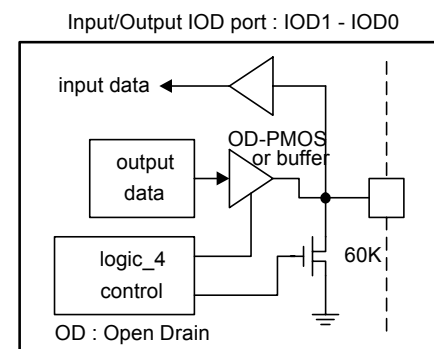 Input/Output IOD port : IOD1 - IOD0
input data
OD-PMOS
or buffer
output
data
logic_4
control
60K
OD : Open Drain